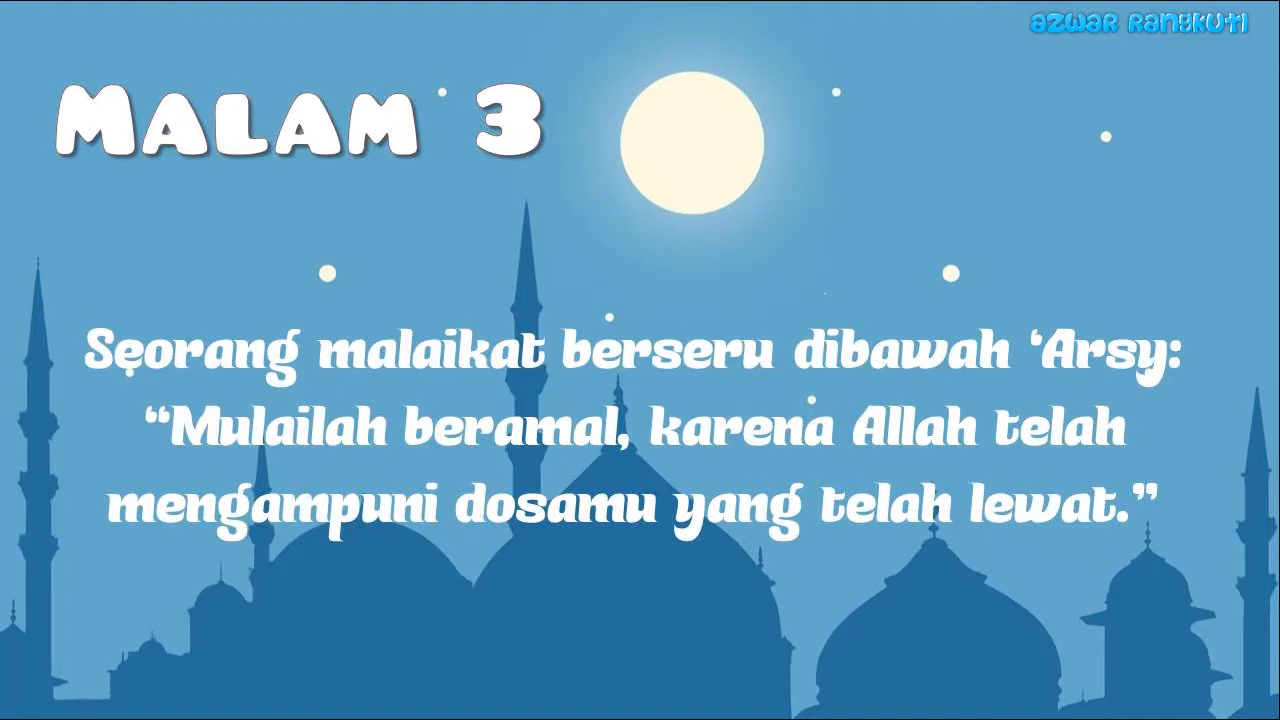 Azwar Rangkuti
Malam 3
Seorang malaikat berseru dibawah ‘Arsy:
“Mulailah beramal, karena Allah telah
mengampuni dosamu yang telah lewat.”